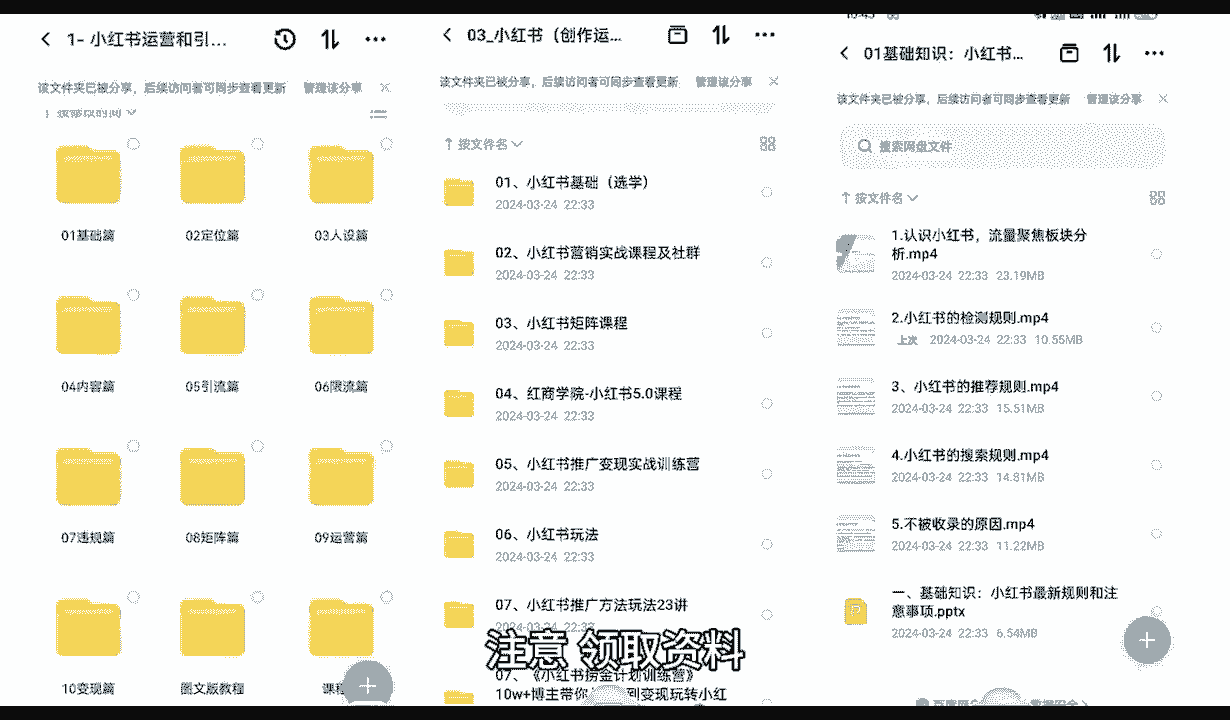 1- 小红书运营和引...
该文件夹已被分享，后续访问者可同步查看更新 管理该分享
01基础篇 02定位篇 03人设篇
04内容篇 05引流篇 06限流篇
07违规篇 08矩阵篇 09运营篇
10变现篇 图文版教程 课程
03_小红书（创作运...
该文件夹已被分享，后续访问者可同步查看更新 管理该分享
按文件名
01、小红书基础（选学）
2024-03-24 22:33
02、小红书营销实战课程及社群
2024-03-24 22:33
03、小红书矩阵课程
2024-03-24 22:33
04、红商学院-小红书5.0课程
2024-03-24 22:33
05、小红书推广变现实战训练营
2024-03-24 22:33
06、小红书玩法
2024-03-24 22:33
07、小红书推广方法玩法23讲
2024-03-24 22:33
07、《小红书捞金计划训练营》
10w+博主带你 到变现玩转小红
01基础知识：小红书...
该文件夹已被分享，后续访问者可同步查看更新 管理该分享
搜索网盘文件
按文件名
1.认识小红书，流量聚焦板块分
析.mp4
2024-03-24 22:33 23.19MB
2.小红书的检测规则.mp4
上次 2024-03-24 22:33 10.55MB
3、小红书的推荐规则.mp4
2024-03-24 22:33 15.51MB
4.小红书的搜索规则.mp4
2024-03-24 22:33 14.81MB
5.不被收录的原因.mp4
2024-03-24 22:33 11.22MB
一、基础知识：小红书最新规则和注
意事项.pptx
2024-03-24 22:33 6.54MB
注意 领取资料